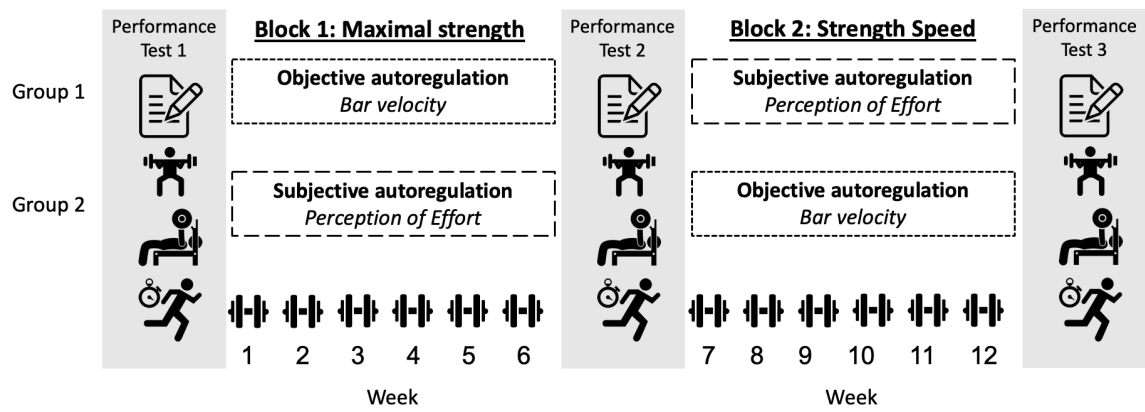 Performance
Test 1
Block 1: Maximal strength
Performance
Test 2
Block 2: Strength Speed
Performance
Test 3
Group 1
Objective autoregulation
Bar velocity
Subjective autoregulation
Perception of Effort
Group 2
Subjective autoregulation
Perception of Effort
Objective autoregulation
Bar velocity
1 2 3 4 5 6
7 8 9 10 11 12
Week
Week